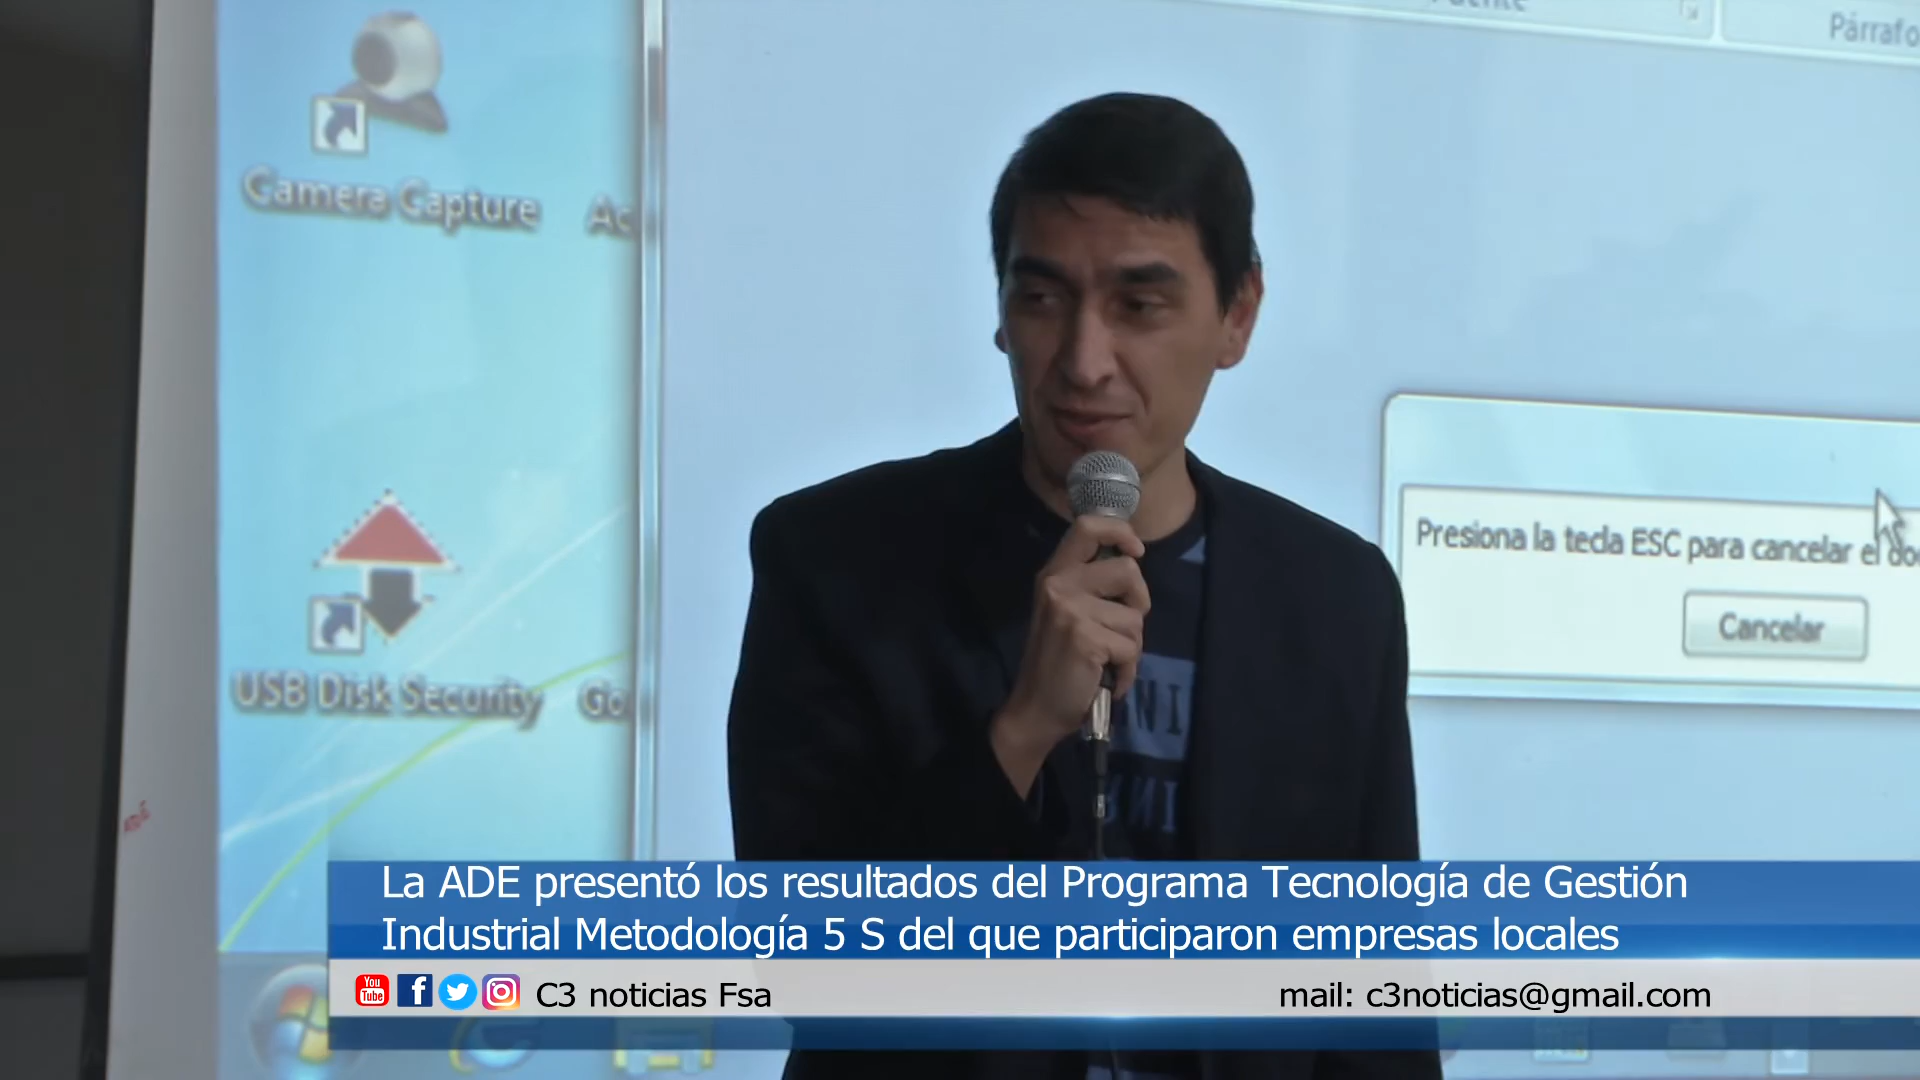 Párrafo
Camera Capture
Presiona la tecla ESC para cancelar el
Cancelar
USB Disk Security
La ADE presentó los resultados del Programa Tecnología de Gestión
Industrial Metodología 5 S del que participaron empresas locales
You
Tube
C3 noticias Fsa
mail: c3noticias@gmail.com